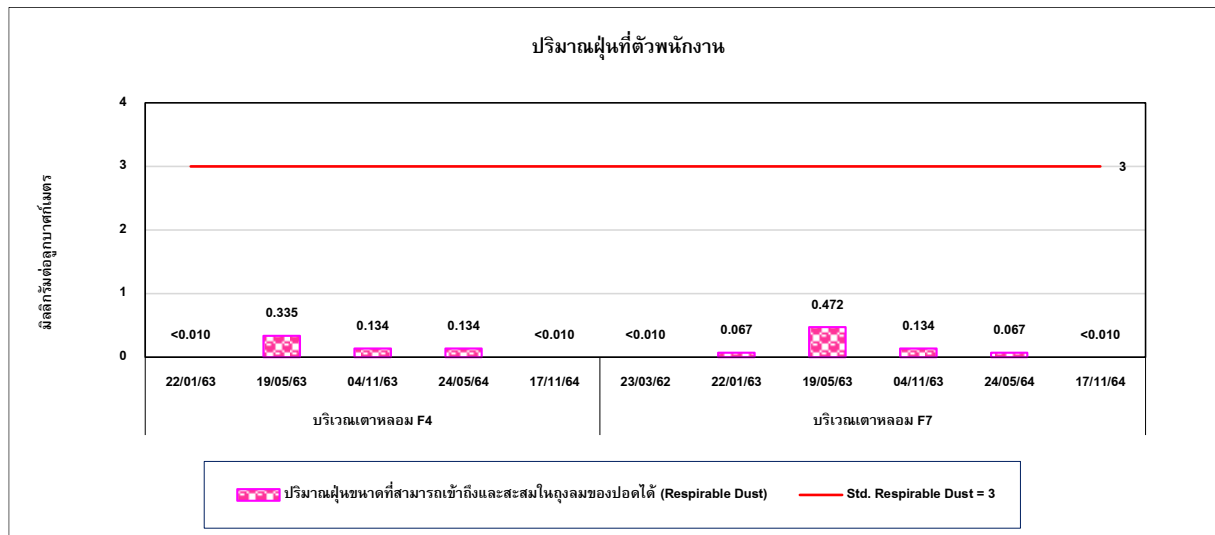 ปริมาณฝุ่นที่ตัวพนักงาน
มิลลิกรัมต่อลูกบาศก์เมตร
4
3
2
1
0
3
<0.010 0.335 0.134 0.134 <0.010 <0.010 0.067 0.472 0.134 0.067 <0.010
22/01/63 19/05/63 04/11/63 24/05/64 17/11/64 23/03/62 22/01/63 19/05/63 04/11/63 24/05/64 17/11/64
บริเวณเตาหลอม F4 บริเวณเตาหลอม F7
ปริมาณฝุ่นขนาดที่สามารถเข้าถึงและสะสมในถุงลมของปอดได้ (Respirable Dust) Std. Respirable Dust = 3